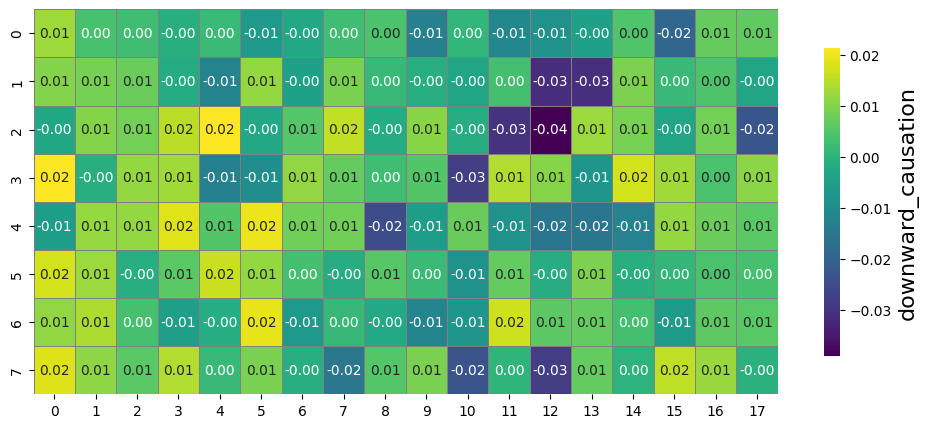 0 0.01 0.00 0.00 -0.00 0.00 -0.01 -0.00 0.00 0.00 -0.01 0.00 -0.01 -0.01 -0.00 0.00 -0.02 0.01 0.01
1 0.01 0.01 0.01 -0.00 -0.01 0.01 -0.00 0.01 0.00 -0.00 -0.00 0.00 -0.03 -0.03 0.01 0.00 0.00 -0.00
2 -0.00 0.01 0.01 0.02 0.02 -0.00 0.01 0.02 -0.00 0.01 -0.00 -0.03 -0.04 0.01 0.01 -0.00 0.01 -0.02
3 0.02 -0.00 0.01 0.01 -0.01 -0.01 0.01 0.01 0.00 0.01 -0.03 0.01 0.01 -0.01 0.02 0.01 0.00 0.01
4 -0.01 0.01 0.01 0.02 0.01 0.02 0.01 0.01 -0.02 -0.01 0.01 -0.01 -0.02 -0.02 -0.01 0.01 0.01 0.01
5 0.02 0.01 -0.00 0.01 0.02 0.01 0.00 -0.00 0.01 0.00 -0.01 0.01 -0.00 0.01 -0.00 0.00 0.00 0.00
6 0.01 0.01 0.00 -0.01 -0.00 0.02 -0.01 0.00 -0.00 -0.01 -0.01 0.02 0.01 0.01 0.00 -0.01 0.01 0.01
7 0.02 0.01 0.01 0.01 0.00 0.01 -0.00 -0.02 0.01 0.01 -0.02 0.00 -0.03 0.01 0.00 0.02 0.01 -0.00
0 1 2 3 4 5 6 7 8 9 10 11 12 13 14 15 16 17
0.02
0.01
0.00
−0.01
−0.02
−0.03
downward_causation